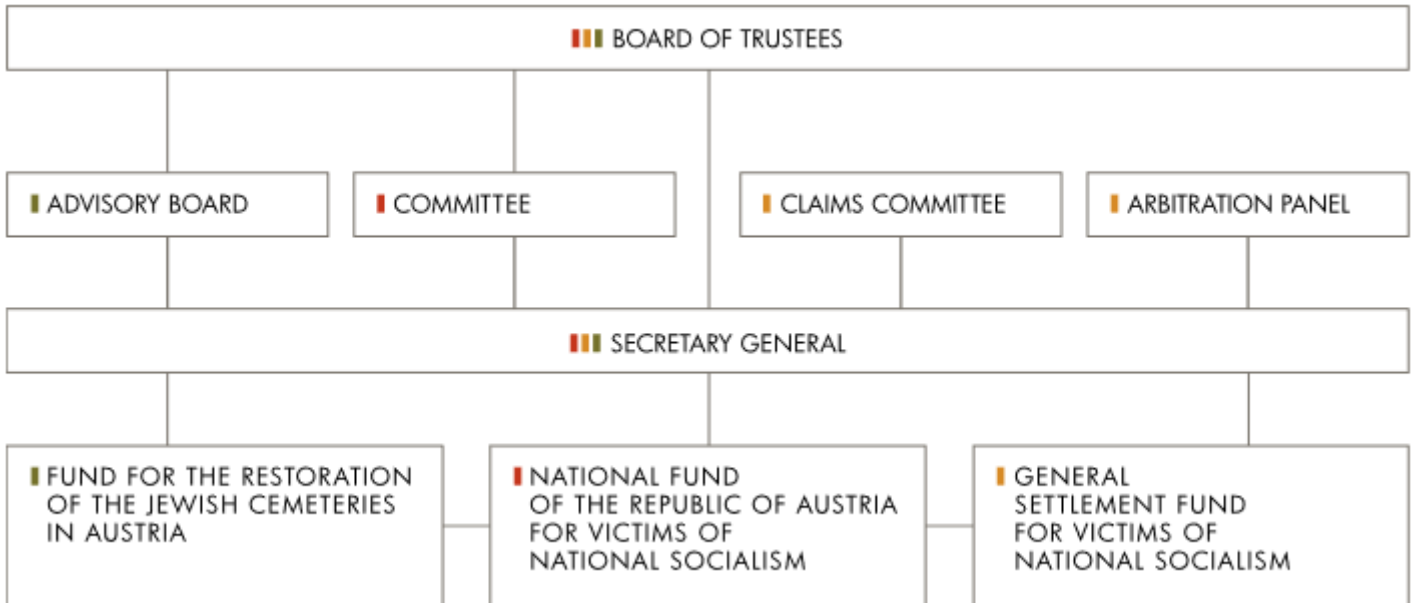 BOARD OF TRUSTEES
ADVISORY BOARD
COMMITTEE
CLAIMS COMMITTEE
ARBITRATION PANEL
SECRETARY GENERAL
FUND FOR THE RESTORATION
OF THE JEWISH CEMETERIES
IN AUSTRIA
NATIONAL FUND
OF THE REPUBLIC OF AUSTRIA
FOR VICTIMS OF
NATIONAL SOCIALISM
GENERAL
SETTLEMENT FUND
FOR VICTIMS OF
NATIONAL SOCIALISM